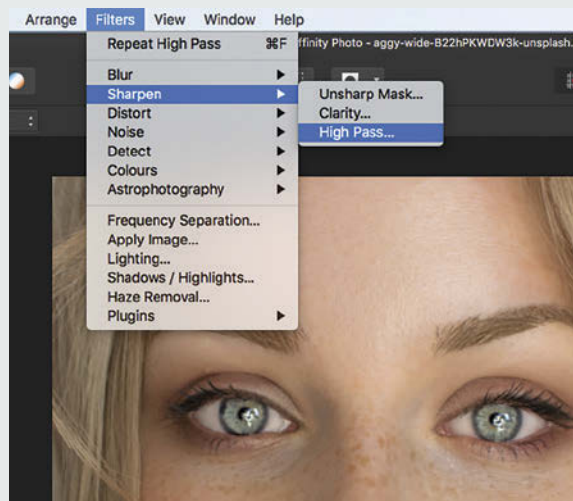 Arrange Filters View Window Help
Repeat High Pass ⌘F
ffinity Photo - aggy-wide-B22hPKWDW3k-unsplash.
Blur
Sharpen
Unsharp Mask...
Distort
Clarity...
Noise
High Pass...
Detect
Colours
Astrophotography
Frequency Separation...
Apply Image...
Lighting...
Shadows / Highlights...
Haze Removal...
Plugins